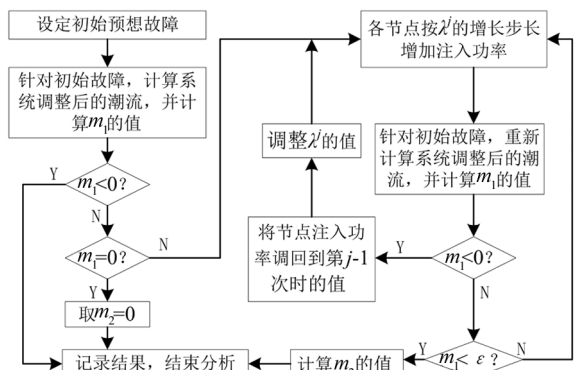 设定初始预想故障
针对初始故障，计算系
统调整后的潮流，并计
算m₁的值
Y
m₁<0？
N
m₁=0？
N
Y
取m₂=0
记录结果，结束分析
各节点按λʲ的增长步长
增加注入功率
调整λʲ的值
针对初始故障，重新
计算系统调整后的潮
流，并计算m₁的值
将节点注入功
率调回到第j-1
次时的值
Y
m₁<0？
N
Y
m₁< ε？
N
计算m₂的值